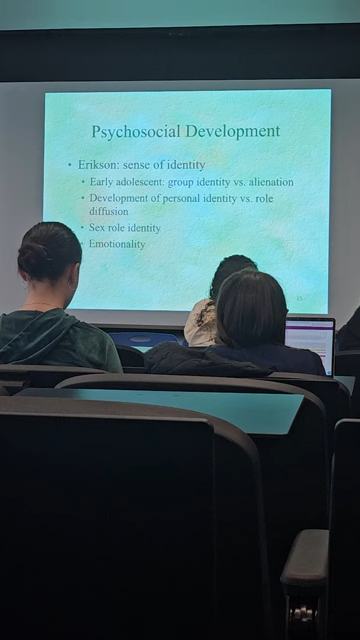 Psychosocial Development
• Erikson: sense of identity
• Early adolescent: group identity vs. alienation
• Development of personal identity vs. role
diffusion
• Sex role identity
• Emotionality